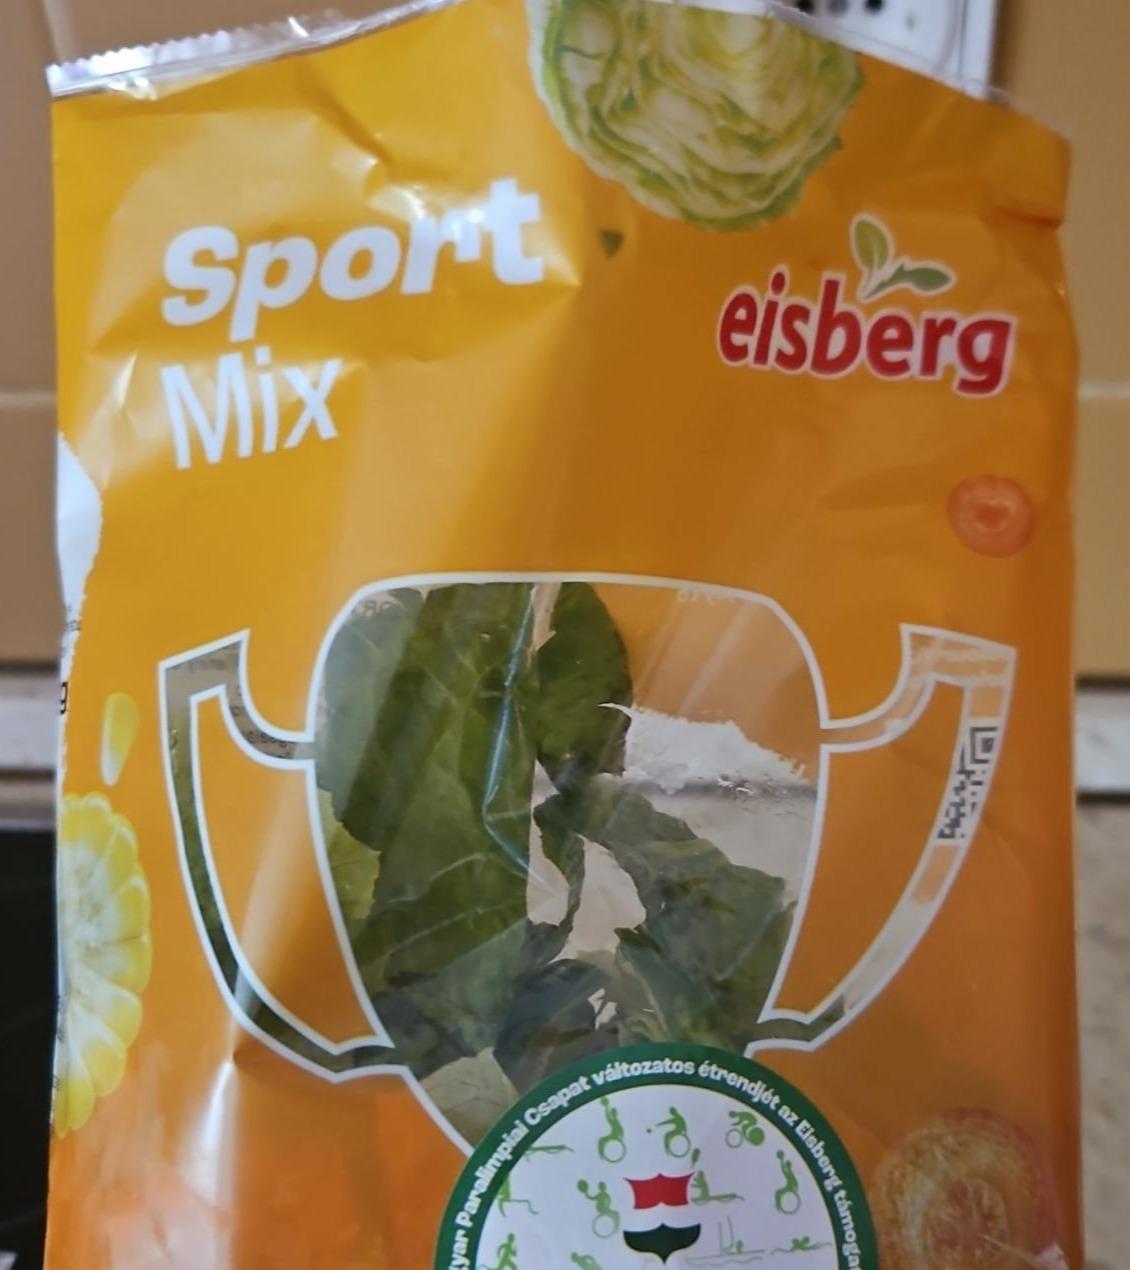 Sport
Mix
eisberg
Paralimpiai Csapat változatos étrendjét az Eisberg